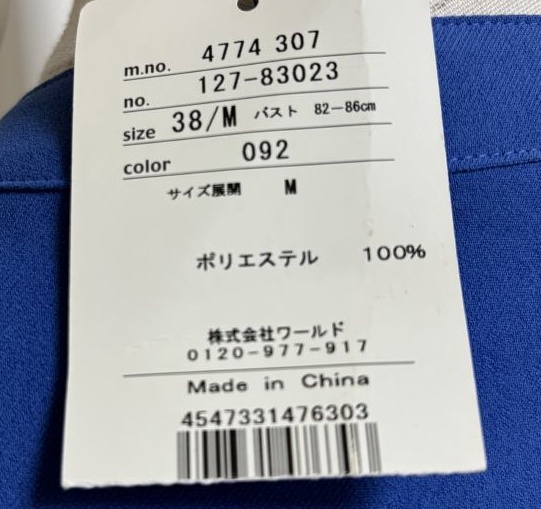 m.no. 4774 307
no. 127-83023
size 38/M バスト 82-86cm
color 092
サイズ展開 M
ポリエステル 100%
株式会社ワールド
0120-977-917
Made in China
4547331476303